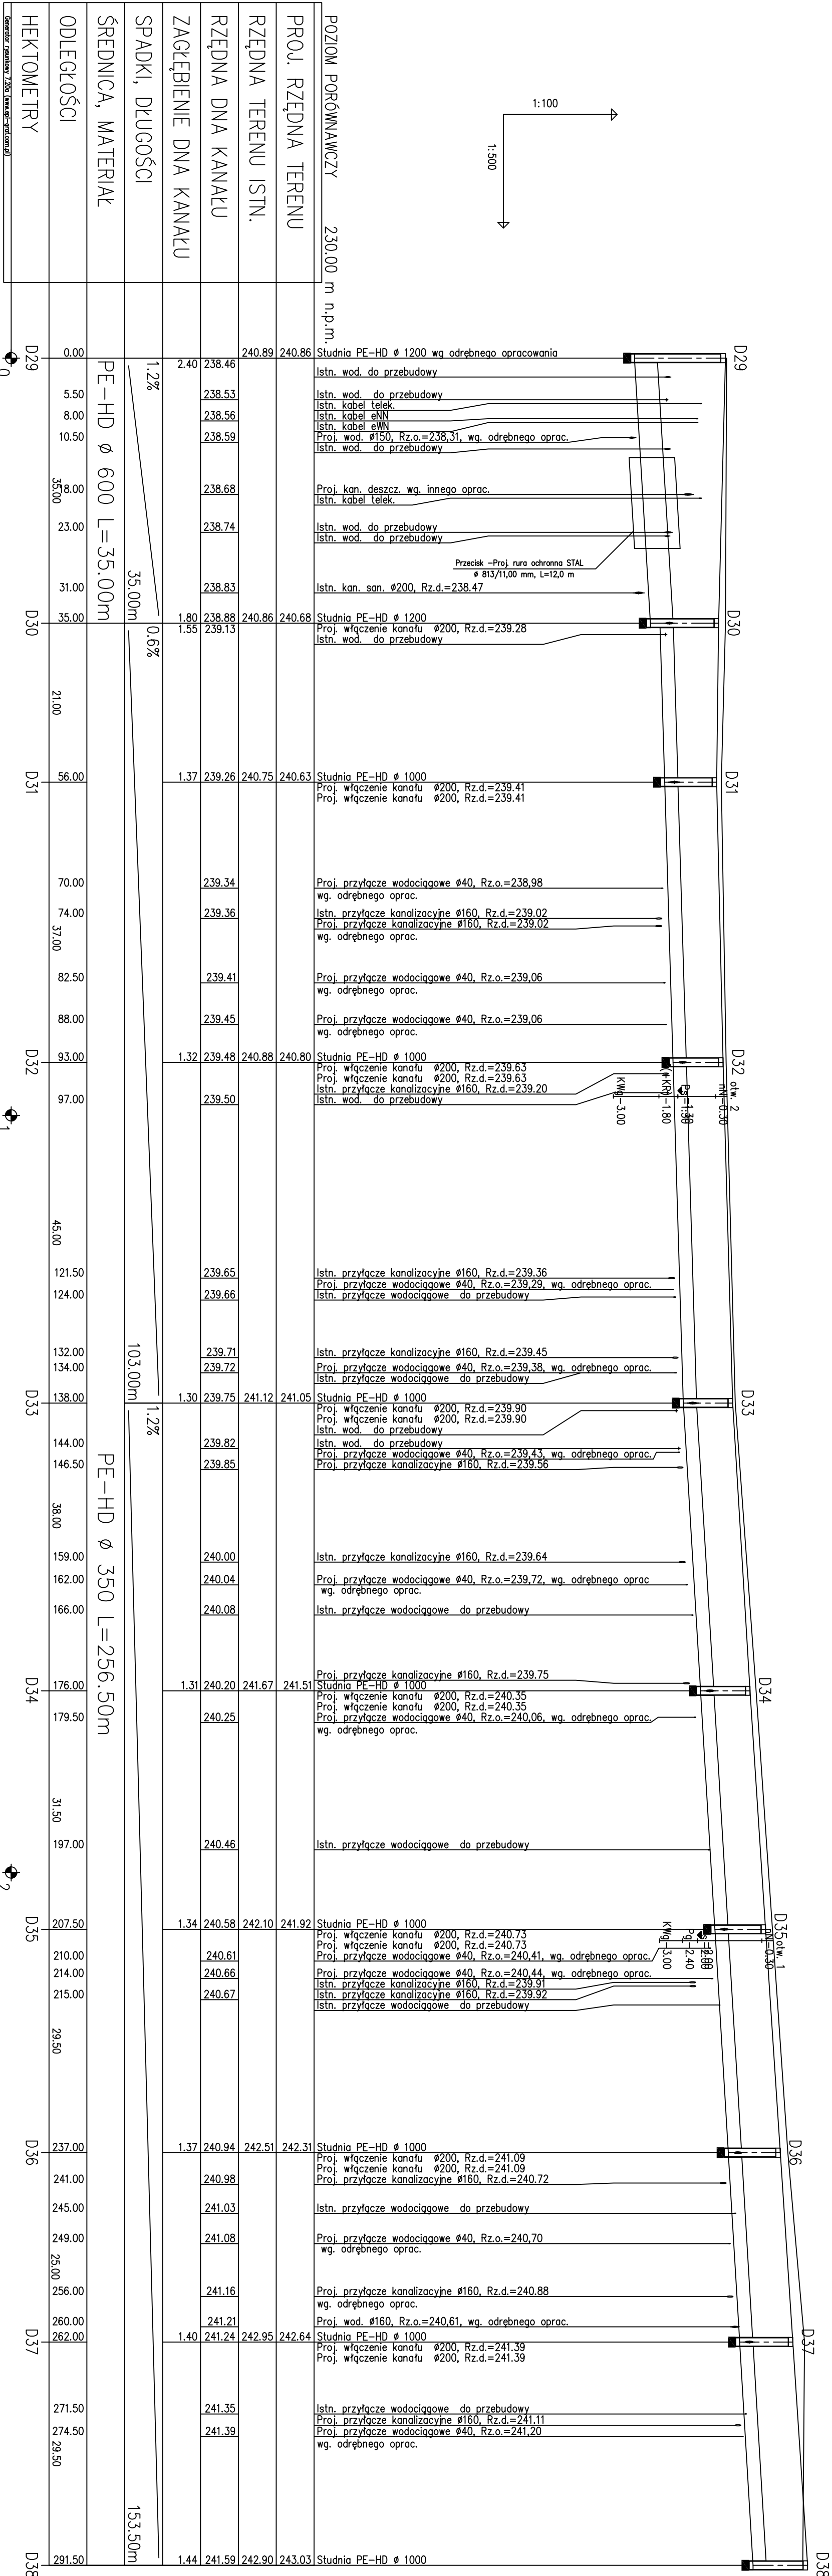 1:100
1:500
POZIOM PORÓWNAWCZY 230.00 m n.p.m.
PROJ. RZĘDNA TERENU
RZĘDNA TERENU ISTN.
RZĘDNA DNA KANAŁU
ZAGŁĘBIENIE DNA KANAŁU
SPADKI, DŁUGOŚCI
ŚREDNICA, MATERIAŁ
ODLEGŁOŚCI
HEKTOMETRY
D29
0.00 2.40 238.46 240.89 240.86 Studnia PE-HD ø 1200 wg odrębnego opracowania
Istn. wod. do przebudowy
5.50 238.53 Istn. wod. do przebudowy
Istn. kabel telek.
8.00 238.56 Istn. kabel eNN
Istn. kabel eWN
10.50 238.59 Proj. wod. ø150, Rz.o.=238,31, wg. odrębnego oprac.
Istn. wod. do przebudowy
18.00 238.68 Proj. kan. deszcz. wg. innego oprac.
35.00
Istn. kabel telek.
23.00 238.74 Istn. wod. do przebudowy
Istn. wod. do przebudowy
Przecisk -Proj. rura ochronna STAL
ø 813/11,00 mm, L=12,0 m
31.00 238.83 Istn. kan. san. ø200, Rz.d.=238.47
1.2%
35.00m
PE-HD ø 600 L=35.00m
D30
35.00 1.80 238.88 240.86 240.68 Studnia PE-HD ø 1200
1.55 239.13 Proj. włączenie kanału ø200, Rz.d.=239.28
Istn. wod. do przebudowy
0.6%
21.00
D31
56.00 1.37 239.26 240.75 240.63 Studnia PE-HD ø 1000
Proj. włączenie kanału ø200, Rz.d.=239.41
Proj. włączenie kanału ø200, Rz.d.=239.41
70.00 239.34 Proj. przyłącze wodociągowe ø40, Rz.o.=238,98
wg. odrębnego oprac.
74.00 239.36 Istn. przyłącze kanalizacyjne ø160, Rz.d.=239.02
Proj. przyłącze kanalizacyjne ø160, Rz.d.=239.02
wg. odrębnego oprac.
37.00
82.50 239.41 Proj. przyłącze wodociągowe ø40, Rz.o.=239,06
wg. odrębnego oprac.
88.00 239.45 Proj. przyłącze wodociągowe ø40, Rz.o.=239,06
wg. odrębnego oprac.
D32
93.00 1.32 239.48 240.88 240.80 Studnia PE-HD ø 1000
Proj. włączenie kanału ø200, Rz.d.=239.63
Proj. włączenie kanału ø200, Rz.d.=239.63
Istn. przyłącze kanalizacyjne ø160, Rz.d.=239.20
97.00 239.50 Istn. wod. do przebudowy
otw. 2
nN-0.30
1.80
KWg-3.00
45.00
121.50 239.65 Istn. przyłącze kanalizacyjne ø160, Rz.d.=239.36
Proj. przyłącze wodociągowe ø40, Rz.o.=239,29, wg. odrębnego oprac.
124.00 239.66 Istn. przyłącze wodociągowe do przebudowy
132.00 239.71 Istn. przyłącze kanalizacyjne ø160, Rz.d.=239.45
134.00 239.72 Proj. przyłącze wodociągowe ø40, Rz.o.=239,38, wg. odrębnego oprac.
Istn. przyłącze wodociągowe do przebudowy
103.00m
D33
138.00 1.30 239.75 241.12 241.05 Studnia PE-HD ø 1000
Proj. włączenie kanału ø200, Rz.d.=239.90
Proj. włączenie kanału ø200, Rz.d.=239.90
Istn. wod. do przebudowy
144.00 239.82 Istn. wod. do przebudowy
Proj. przyłącze wodociągowe ø40, Rz.o.=239,43, wg. odrębnego oprac.
146.50 239.85 Proj. przyłącze kanalizacyjne ø160, Rz.d.=239.56
1.2%
PE-HD ø 350 L=256.50m
38.00
159.00 240.00 Istn. przyłącze kanalizacyjne ø160, Rz.d.=239.64
162.00 240.04 Proj. przyłącze wodociągowe ø40, Rz.o.=239,72, wg. odrębnego oprac
wg. odrębnego oprac.
166.00 240.08 Istn. przyłącze wodociągowe do przebudowy
Proj. przyłącze kanalizacyjne ø160, Rz.d.=239.75
D34
176.00 1.31 240.20 241.67 241.51 Studnia PE-HD ø 1000
Proj. włączenie kanału ø200, Rz.d.=240.35
Proj. włączenie kanału ø200, Rz.d.=240.35
179.50 240.25 Proj. przyłącze wodociągowe ø40, Rz.o.=240,06, wg. odrębnego oprac.
wg. odrębnego oprac.
31.50
197.00 240.46 Istn. przyłącze wodociągowe do przebudowy
D35
207.50 1.34 240.58 242.10 241.92 Studnia PE-HD ø 1000
Proj. włączenie kanału ø200, Rz.d.=240.73
Proj. włączenie kanału ø200, Rz.d.=240.73
210.00 240.61 Proj. przyłącze wodociągowe ø40, Rz.o.=240,41, wg. odrębnego oprac.
214.00 240.66 Proj. przyłącze wodociągowe ø40, Rz.o.=240,44, wg. odrębnego oprac.
Istn. przyłącze kanalizacyjne ø160, Rz.d.=239.91
215.00 240.67 Istn. przyłącze kanalizacyjne ø160, Rz.d.=239.92
Istn. przyłącze wodociągowe do przebudowy
otw. 1
nN-0.30
Pg-2.40
KWg-3.00
29.50
D36
237.00 1.37 240.94 242.51 242.31 Studnia PE-HD ø 1000
Proj. włączenie kanału ø200, Rz.d.=241.09
Proj. włączenie kanału ø200, Rz.d.=241.09
241.00 240.98 Proj. przyłącze kanalizacyjne ø160, Rz.d.=240.72
245.00 241.03 Istn. przyłącze wodociągowe do przebudowy
249.00 241.08 Proj. przyłącze wodociągowe ø40, Rz.o.=240,70
wg. odrębnego oprac.
25.00
256.00 241.16 Proj. przyłącze kanalizacyjne ø160, Rz.d.=240.88
wg. odrębnego oprac.
260.00 241.21 Proj. wod. ø160, Rz.o.=240,61, wg. odrębnego oprac.
D37
262.00 1.40 241.24 242.95 242.64 Studnia PE-HD ø 1000
Proj. włączenie kanału ø200, Rz.d.=241.39
Proj. włączenie kanału ø200, Rz.d.=241.39
271.50 241.35 Istn. przyłącze wodociągowe do przebudowy
Proj. przyłącze kanalizacyjne ø160, Rz.d.=241.11
274.50 241.39 Proj. przyłącze wodociągowe ø40, Rz.o.=241,20
wg. odrębnego oprac.
29.50
153.50m
D38
291.50 1.44 241.59 242.90 243.03 Studnia PE-HD ø 1000
D29 D30 D31 D32 D33 D34 D35 D36 D37 D38
0 1 2